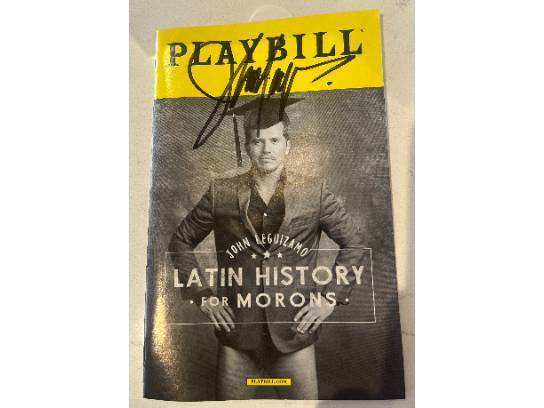 PLAYBILL
JOHN LEGUIZAMO
LATIN HISTORY
• FOR MORONS •
PLAYBILL.COM